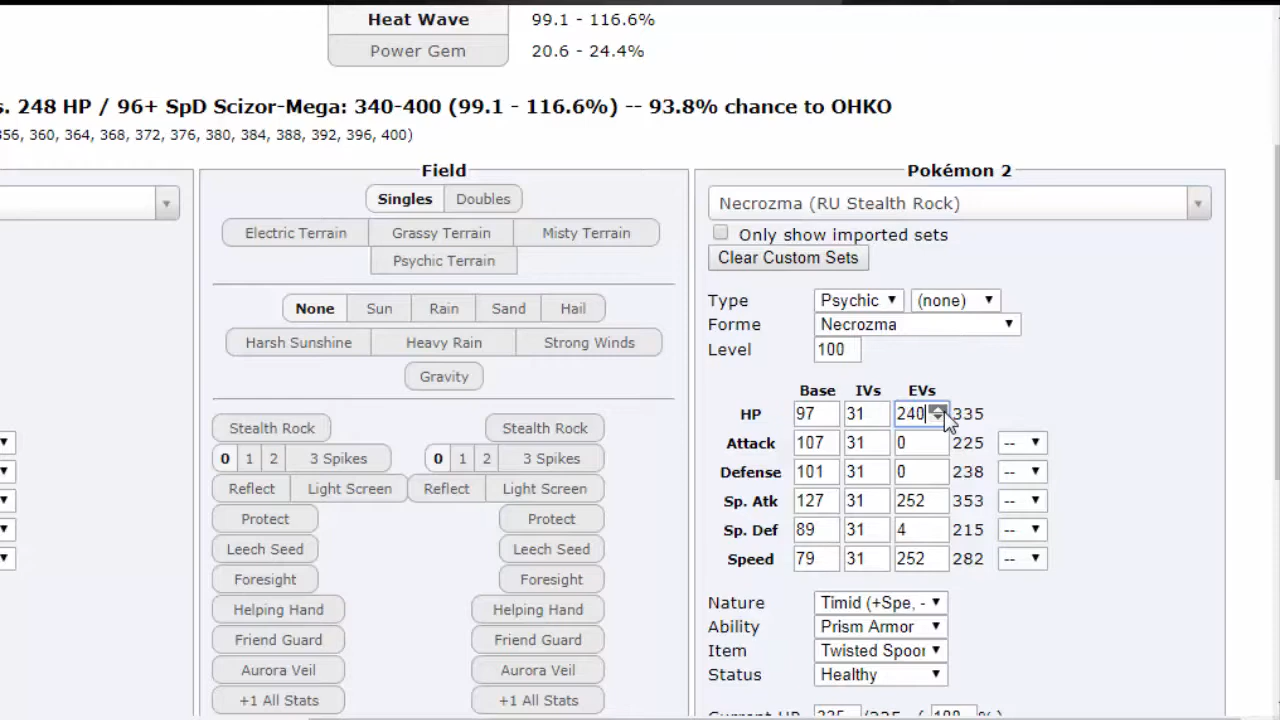 Heat Wave 99.1 - 116.6%
Power Gem 20.6 - 24.4%
s. 248 HP / 96+ SpD Scizor-Mega: 340-400 (99.1 - 116.6%) -- 93.8% chance to OHKO
356, 360, 364, 368, 372, 376, 380, 384, 388, 392, 396, 400)
Field
Singles Doubles
Electric Terrain Grassy Terrain Misty Terrain
Psychic Terrain
None Sun Rain Sand Hail
Harsh Sunshine Heavy Rain Strong Winds
Gravity
Stealth Rock Stealth Rock
0 1 2 3 Spikes 0 1 2 3 Spikes
Reflect Light Screen Reflect Light Screen
Protect Protect
Leech Seed Leech Seed
Foresight Foresight
Helping Hand Helping Hand
Friend Guard Friend Guard
Aurora Veil Aurora Veil
+1 All Stats +1 All Stats
Pokémon 2
Necrozma (RU Stealth Rock)
Only show imported sets
Clear Custom Sets
Type Psychic (none)
Forme Necrozma
Level 100
Base IVs EVs
HP 97 31 240 335
Attack 107 31 0 225 --
Defense 101 31 0 238 --
Sp. Atk 127 31 252 353 --
Sp. Def 89 31 4 215 --
Speed 79 31 252 282 --
Nature Timid (+Spe, -
Ability Prism Armor
Item Twisted Spoon
Status Healthy
Current HP 335 /335 ( 100 %)